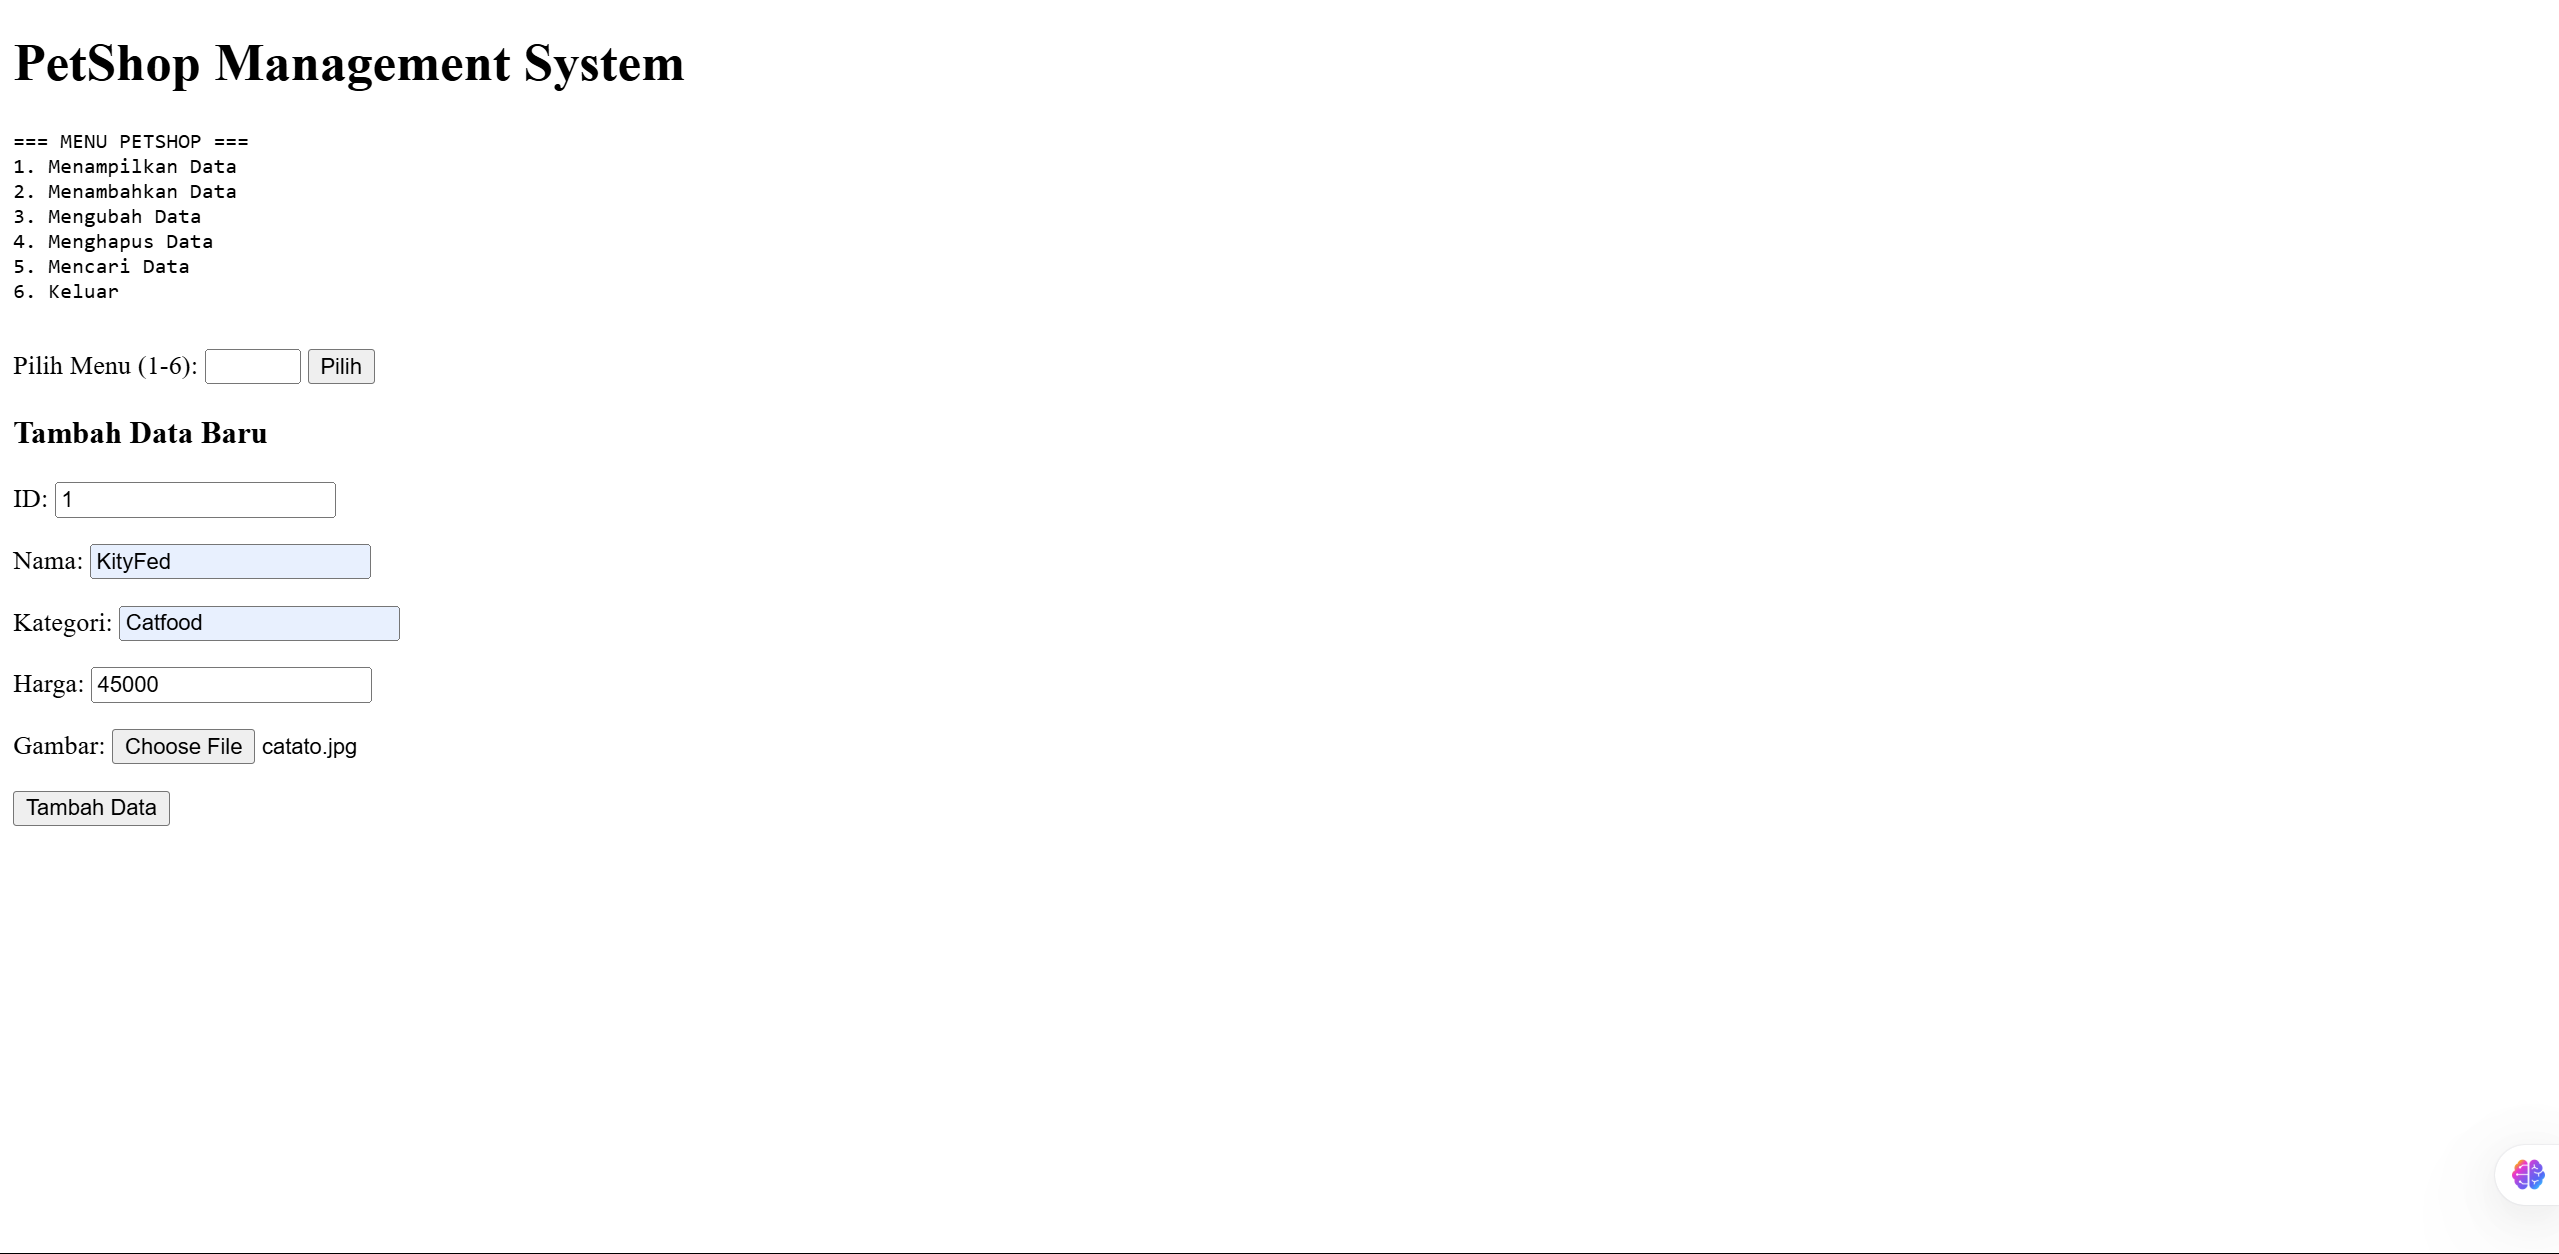 PetShop Management System
=== MENU PETSHOP ===
1. Menampilkan Data
2. Menambahkan Data
3. Mengubah Data
4. Menghapus Data
5. Mencari Data
6. Keluar
Pilih Menu (1-6): Pilih
Tambah Data Baru
ID: 1
Nama: KityFed
Kategori: Catfood
Harga: 45000
Gambar: Choose File catato.jpg
Tambah Data